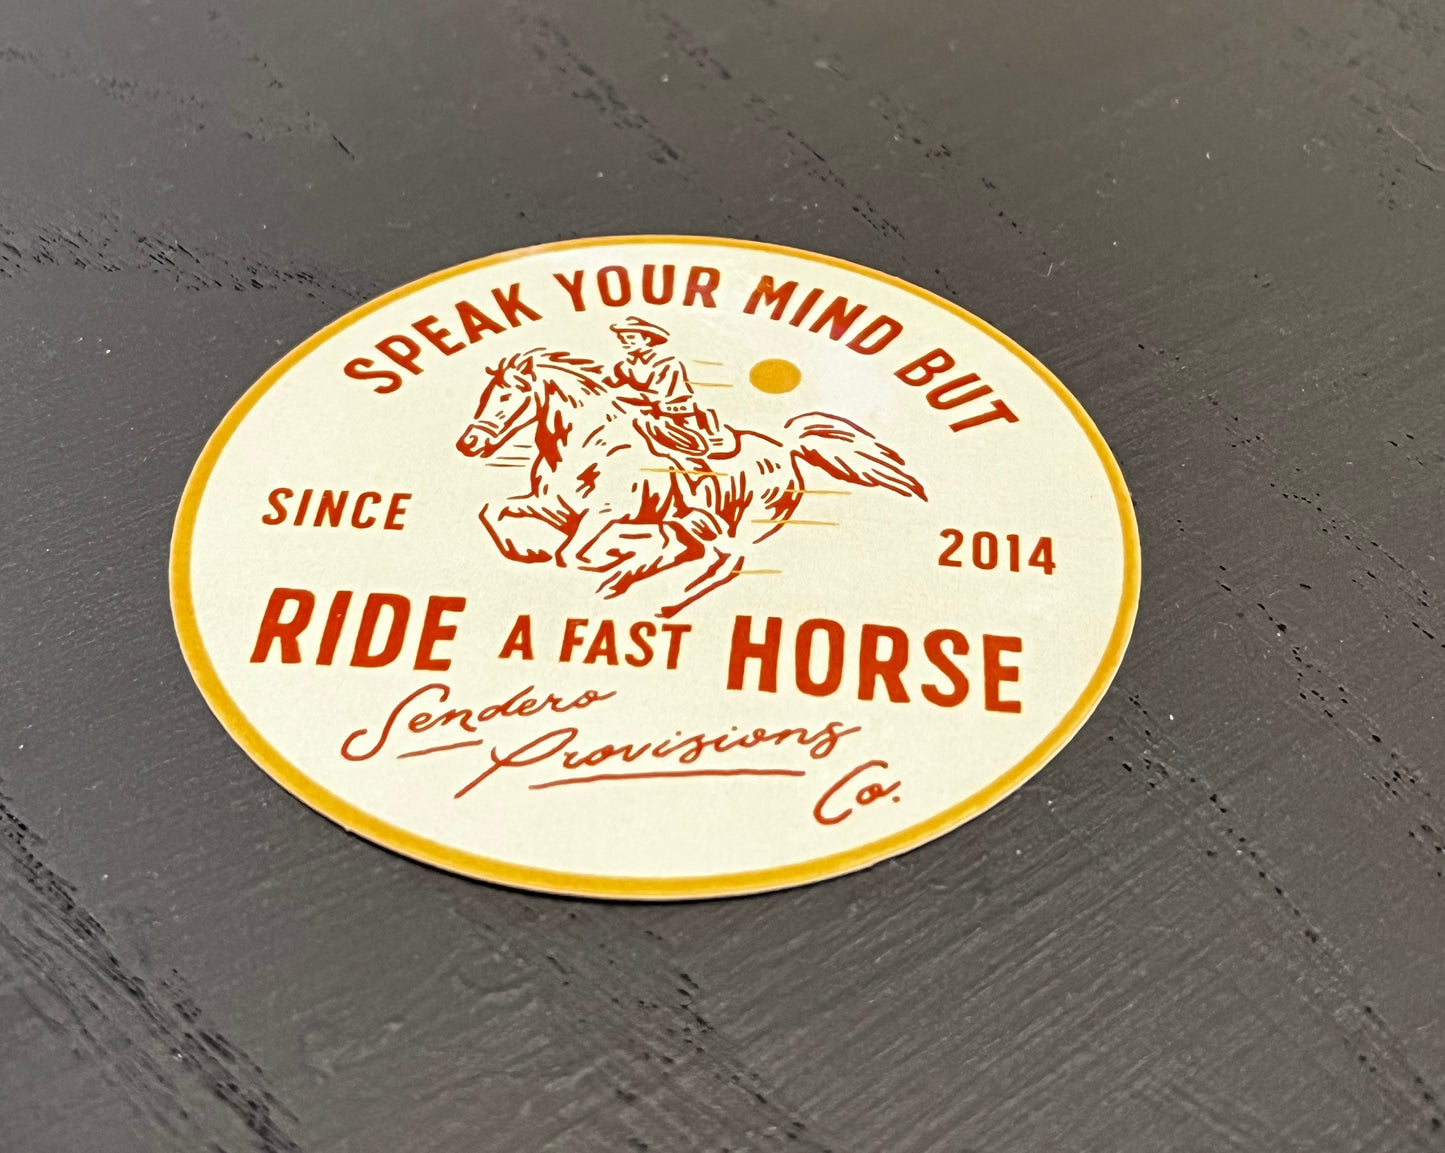 SPEAK YOUR MIND BUT
SINCE 2014
RIDE A FAST HORSE
Sendero
Provisions
Co.